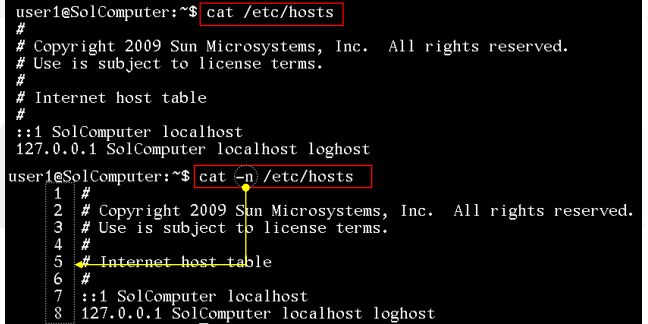 user1@SolComputer:~$ cat /etc/hosts
#
# Copyright 2009 Sun Microsystems, Inc.  All rights reserved.
# Use is subject to license terms.
#
# Internet host table
#
::1 SolComputer localhost
127.0.0.1 SolComputer localhost loghost
user1@SolComputer:~$ cat -n /etc/hosts
1 #
2 # Copyright 2009 Sun Microsystems, Inc.  All rights reserved.
3 # Use is subject to license terms.
4 #
5 # Internet host table
6 #
7 ::1 SolComputer localhost
8 127.0.0.1 SolComputer localhost loghost